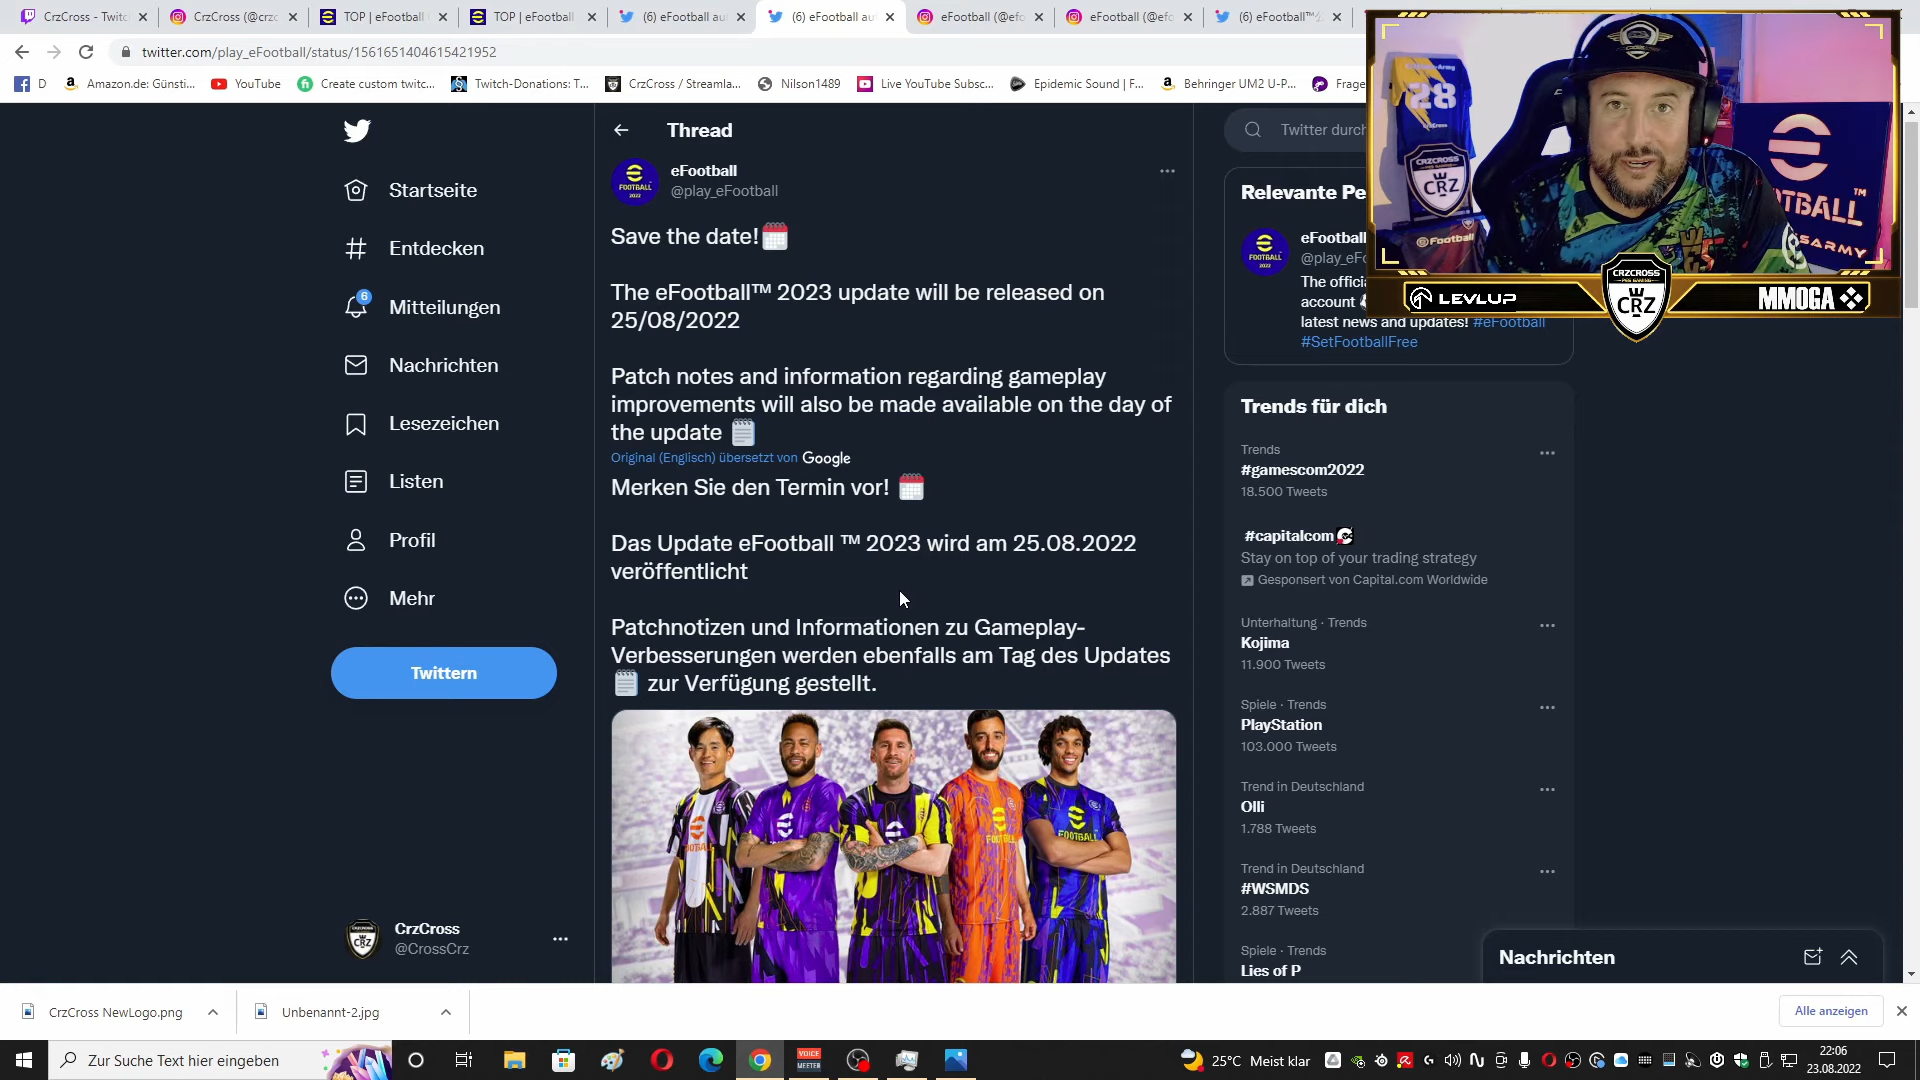 CrzCross - Twitc
CrzCross (@crzc
TOP | eFootball
TOP | eFootball
(6) eFootball au
(6) eFootball au
eFootball (@efo
eFootball (@efo
(6) eFootball™
twitter.com/play_eFootball/status/1561651404615421952
D
Amazon.de: Günsti...
YouTube
Create custom twitc...
Twitch-Donations: T...
CrzCross / Streamla...
Nilson1489
Live YouTube Subsc...
Epidemic Sound | F...
Behringer UM2 U-P...
Frage
Startseite
Entdecken
6
Mitteilungen
Nachrichten
Lesezeichen
Listen
Profil
Mehr
Twittern
CrzCross
@CrossCrz
Thread
eFootball
@play_eFootball
Save the date!
The eFootball™ 2023 update will be released on
25/08/2022
Patch notes and information regarding gameplay
improvements will also be made available on the day of
the update
Original (Englisch) übersetzt von Google
Merken Sie den Termin vor!
Das Update eFootball ™ 2023 wird am 25.08.2022
veröffentlicht
Patchnotizen und Informationen zu Gameplay-
Verbesserungen werden ebenfalls am Tag des Updates
zur Verfügung gestellt.
Twitter durch
Relevante Pe
eFootball
@play_eFo
The officia
account
latest news and updates! #eFootball
#SetFootballFree
28
CRZCROSS
CRZ
eFootball
TBALL™
SARMY
LEVLUP
CRZCROSS
CRZ
MMOGA
Trends für dich
Trends
#gamescom2022
18.500 Tweets
#capitalcom
Stay on top of your trading strategy
Gesponsert von Capital.com Worldwide
Unterhaltung · Trends
Kojima
11.900 Tweets
Spiele · Trends
PlayStation
103.000 Tweets
Trend in Deutschland
Olli
1.788 Tweets
Trend in Deutschland
#WSMDS
2.887 Tweets
Spiele · Trends
Lies of P
Nachrichten
CrzCross NewLogo.png
Unbenannt-2.jpg
Alle anzeigen
Zur Suche Text hier eingeben
VOICE
MEETER
25°C Meist klar
22:06
23.08.2022